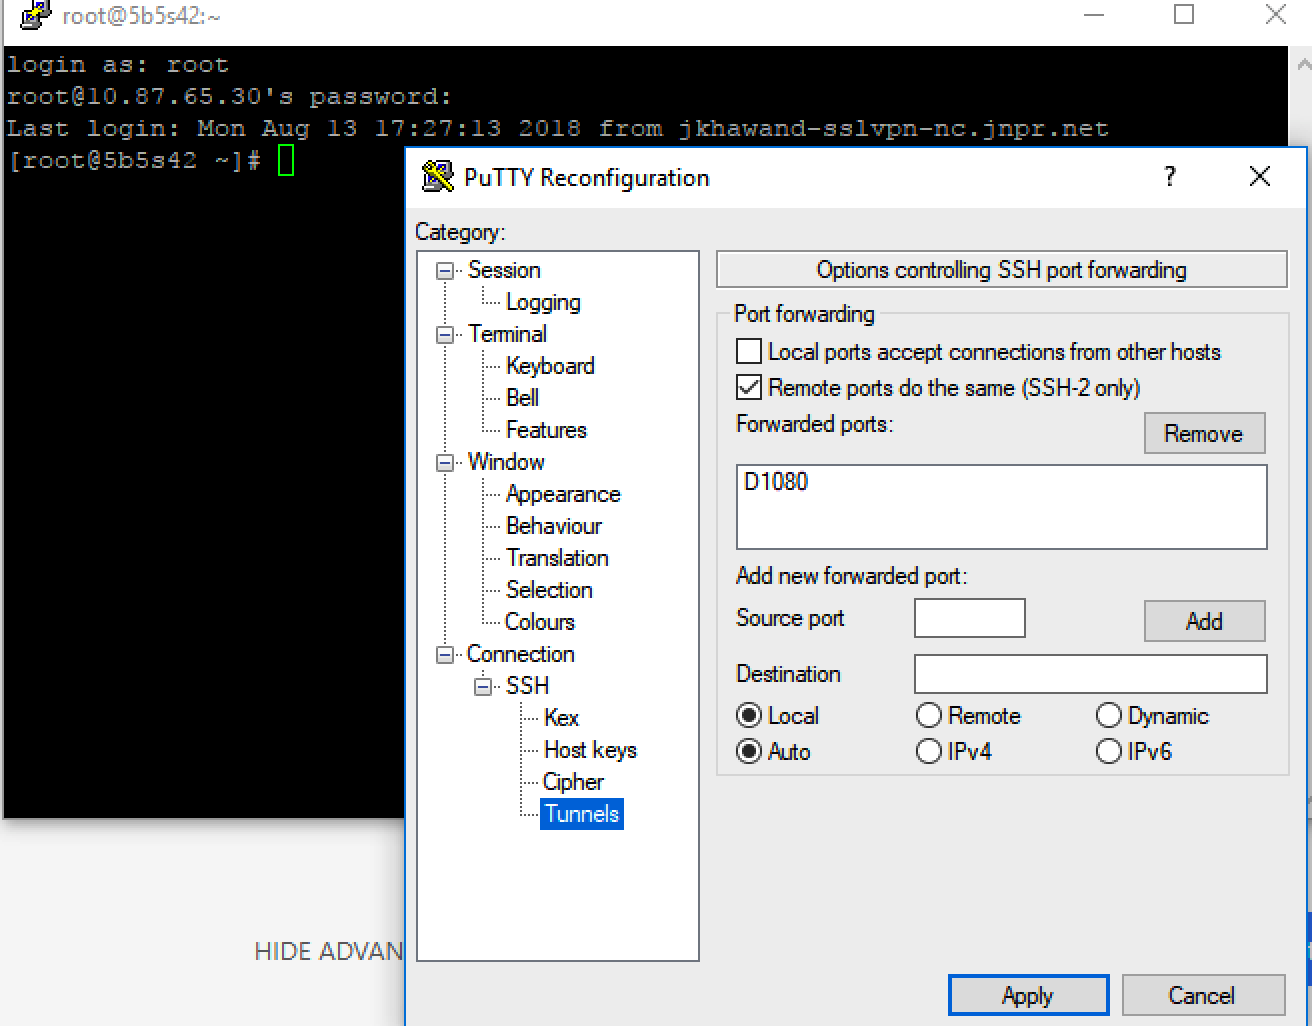 root@5b5s42:~
login as: root
root@10.87.65.30's password:
Last login: Mon Aug 13 17:27:13 2018 from jkhawand-sslvpn-nc.jnpr.net
[root@5b5s42 ~]#
PuTTY Reconfiguration
?
Category:
Session
Logging
Terminal
Keyboard
Bell
Features
Window
Appearance
Behaviour
Translation
Selection
Colours
Connection
SSH
Kex
Host keys
Cipher
Tunnels
Options controlling SSH port forwarding
Port forwarding
Local ports accept connections from other hosts
Remote ports do the same (SSH-2 only)
Forwarded ports:
Remove
D1080
Add new forwarded port:
Source port
Add
Destination
Local Remote Dynamic
Auto IPv4 IPv6
HIDE ADVAN
Apply Cancel